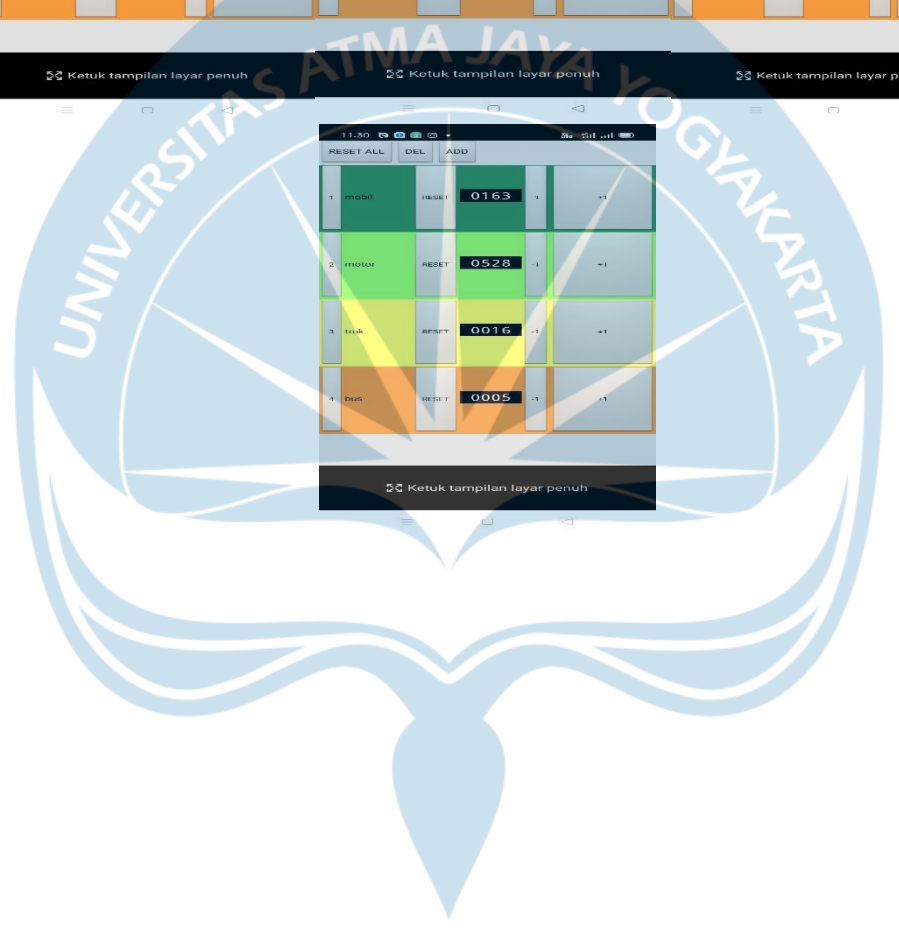 Ketuk tampilan layar penuh
Ketuk tampilan layar penuh
Ketuk tampilan layar p
UNIVERSITAS ATMA JAYA YOGYAKARTA
11.30
RESET ALL DEL ADD
1 mobil RESET 0163 -1 +1
2 motor RESET 0528 -1 +1
3 truk RESET 0016 -1 +1
4 bus RESET 0005 -1 +1
Ketuk tampilan layar penuh